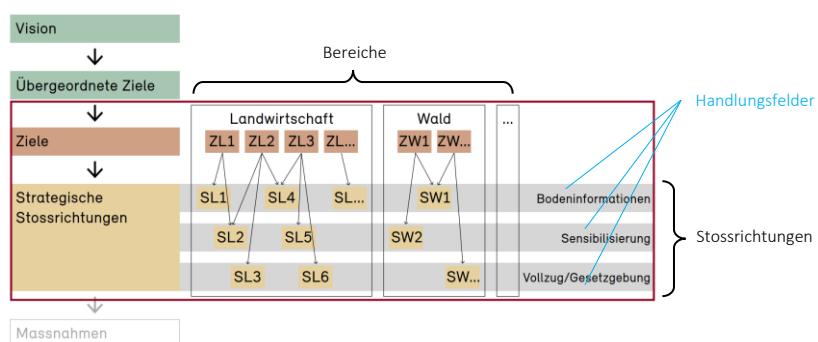 Vision
Bereiche
Übergeordnete Ziele
Handlungsfelder
Landwirtschaft
Wald
...
Ziele
ZL1
ZL2
ZL3
ZL...
ZW1
ZW...
Strategische
Stossrichtungen
SL1
SL4
SL...
SW1
Bodeninformationen
SL2
SL5
SW2
Sensibilisierung
Stossrichtungen
SL3
SL6
SW...
Vollzug/Gesetzgebung
Massnahmen